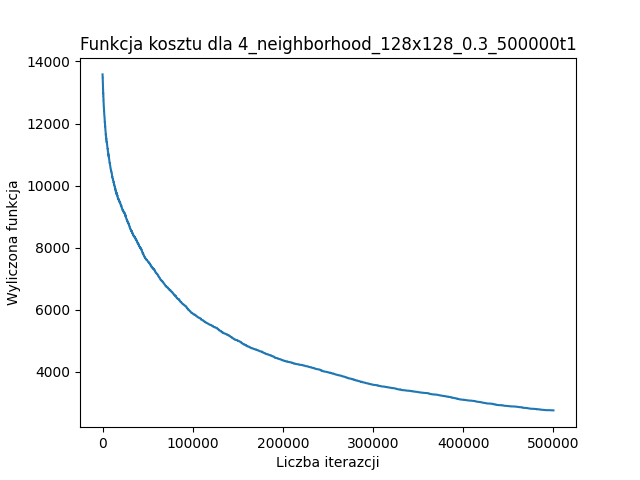 Funkcja kosztu dla 4_neighborhood_128x128_0.3_500000t1
14000
12000
10000
8000
6000
4000
Wyliczona funkcja
0 100000 200000 300000 400000 500000
Liczba iterazcji